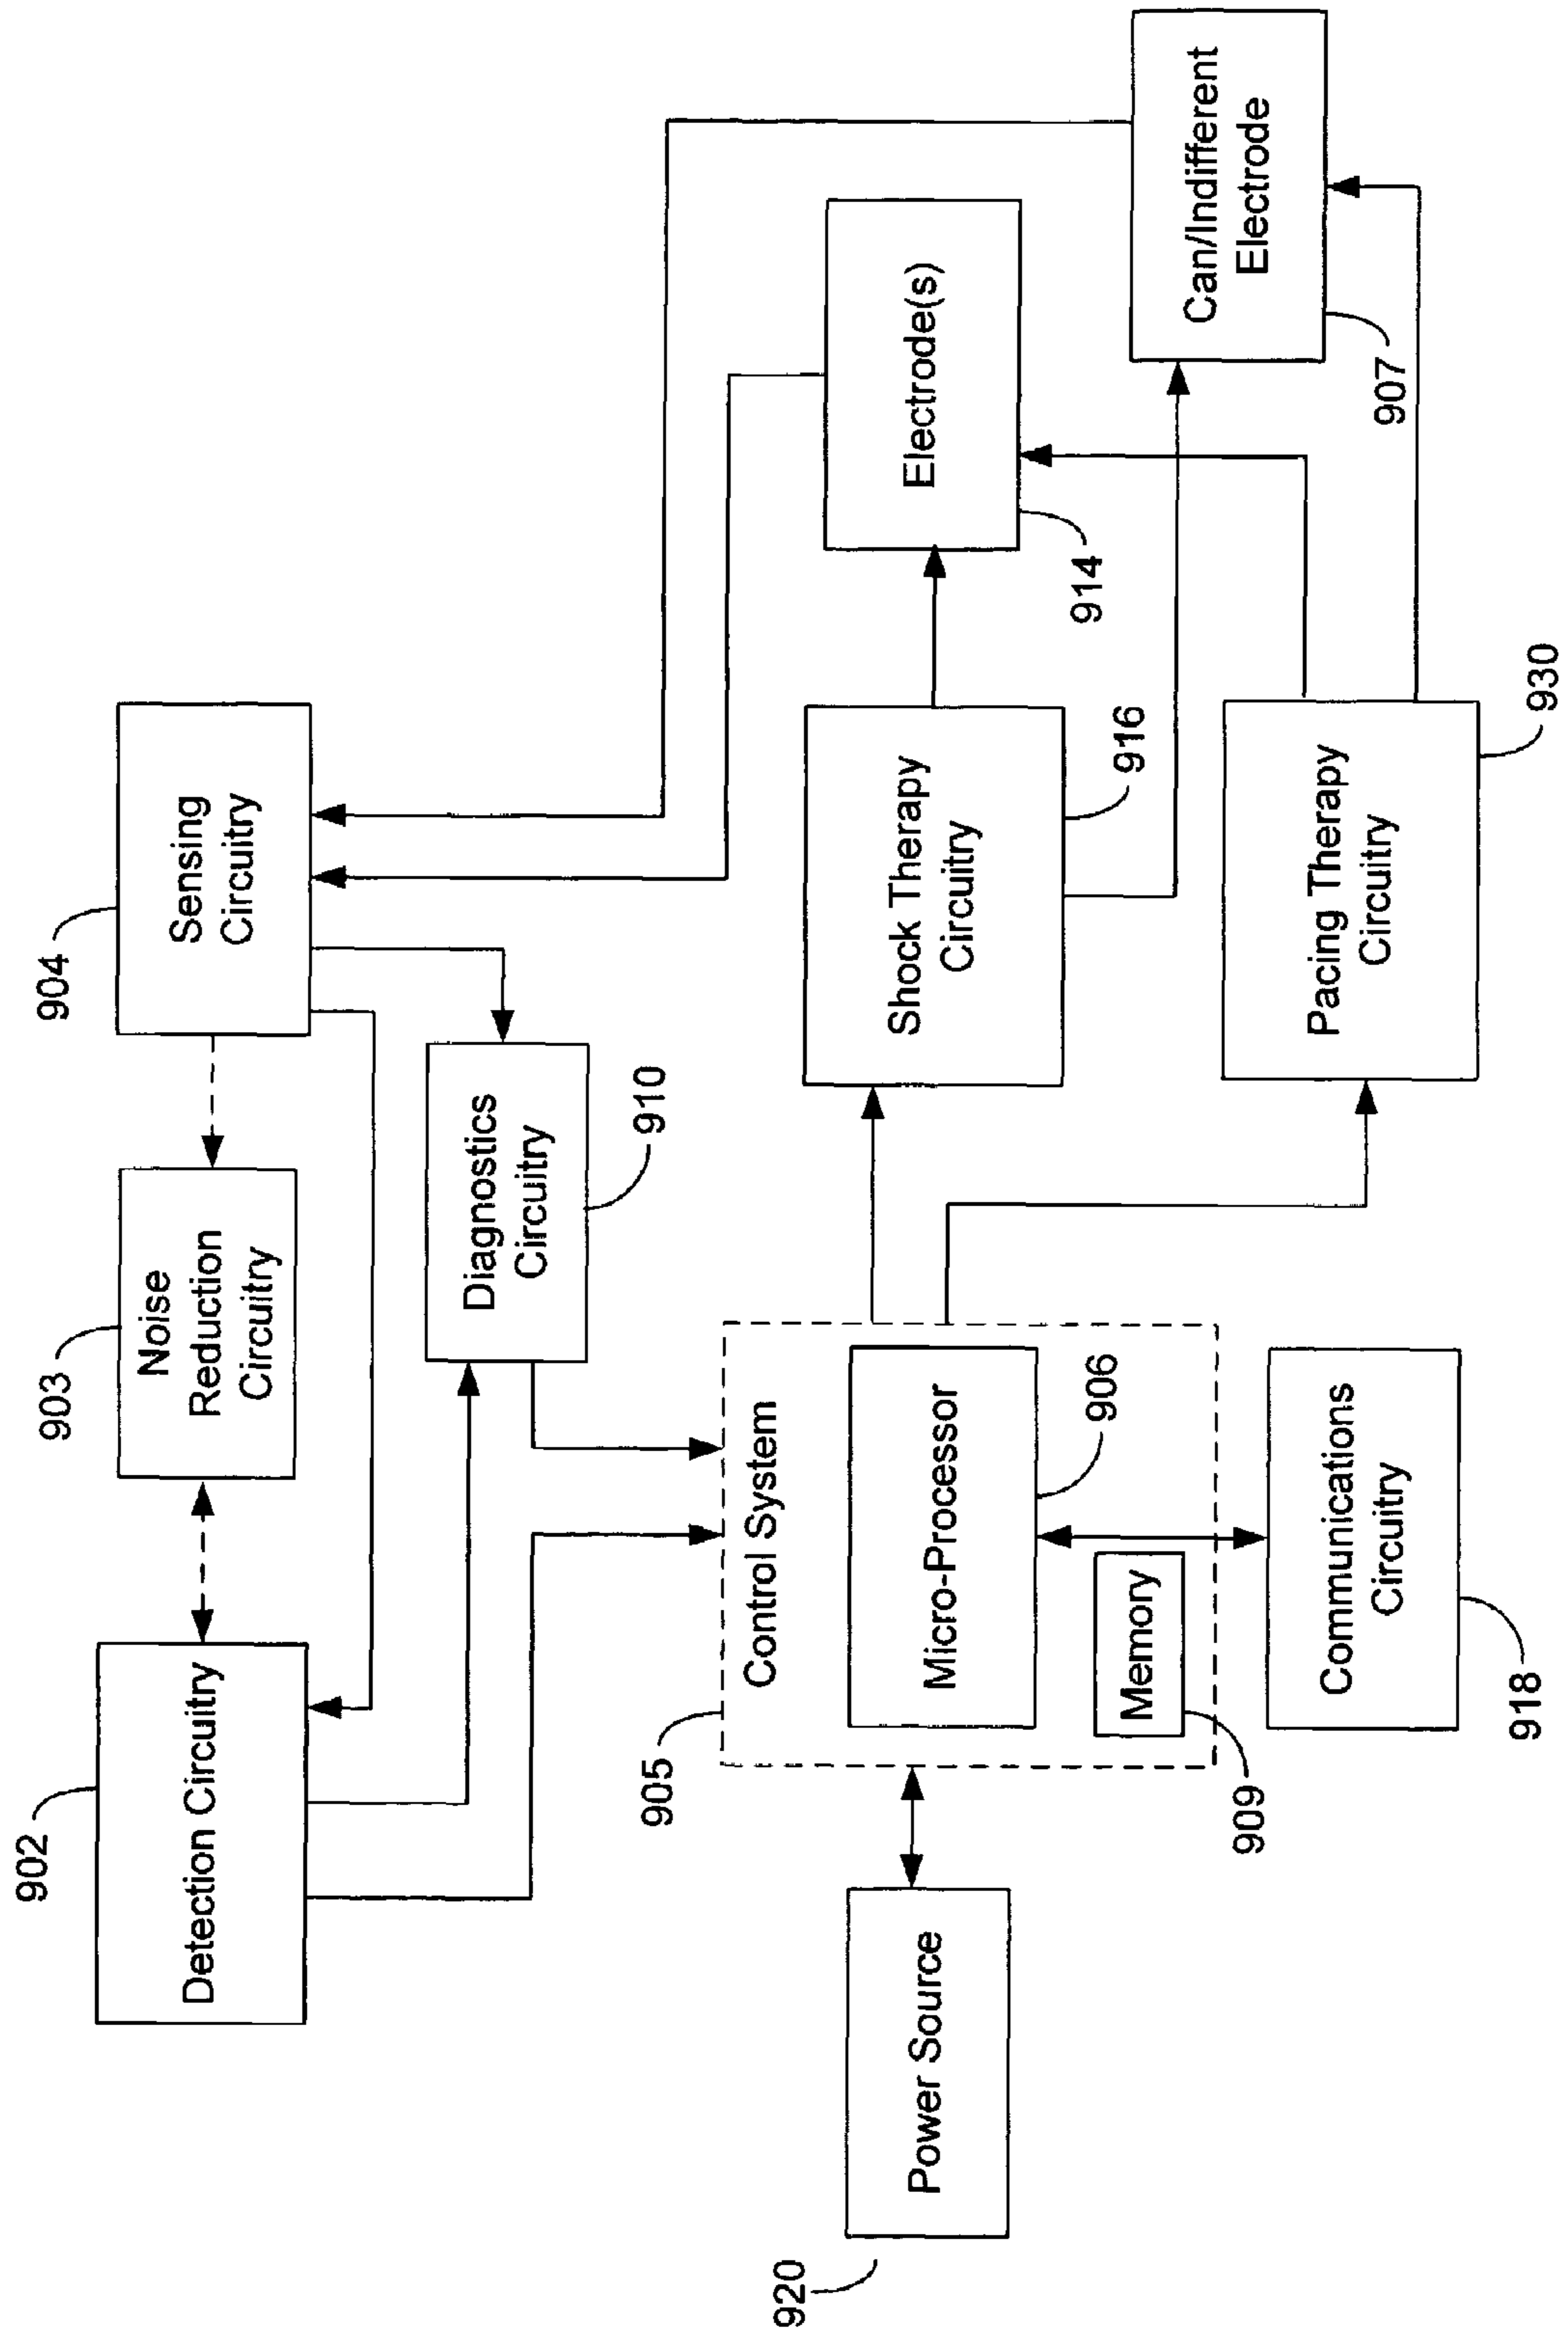 902
Detection Circuitry
903
Noise
Reduction
Circuitry
904
Sensing
Circuitry
Diagnostics
Circuitry
910
905
Control System
Micro-Processor
906
Memory
909
Communications
Circuitry
918
Power Source
920
Shock Therapy
Circuitry
916
Pacing Therapy
Circuitry
930
Electrode(s)
914
Can/Indifferent
Electrode
907